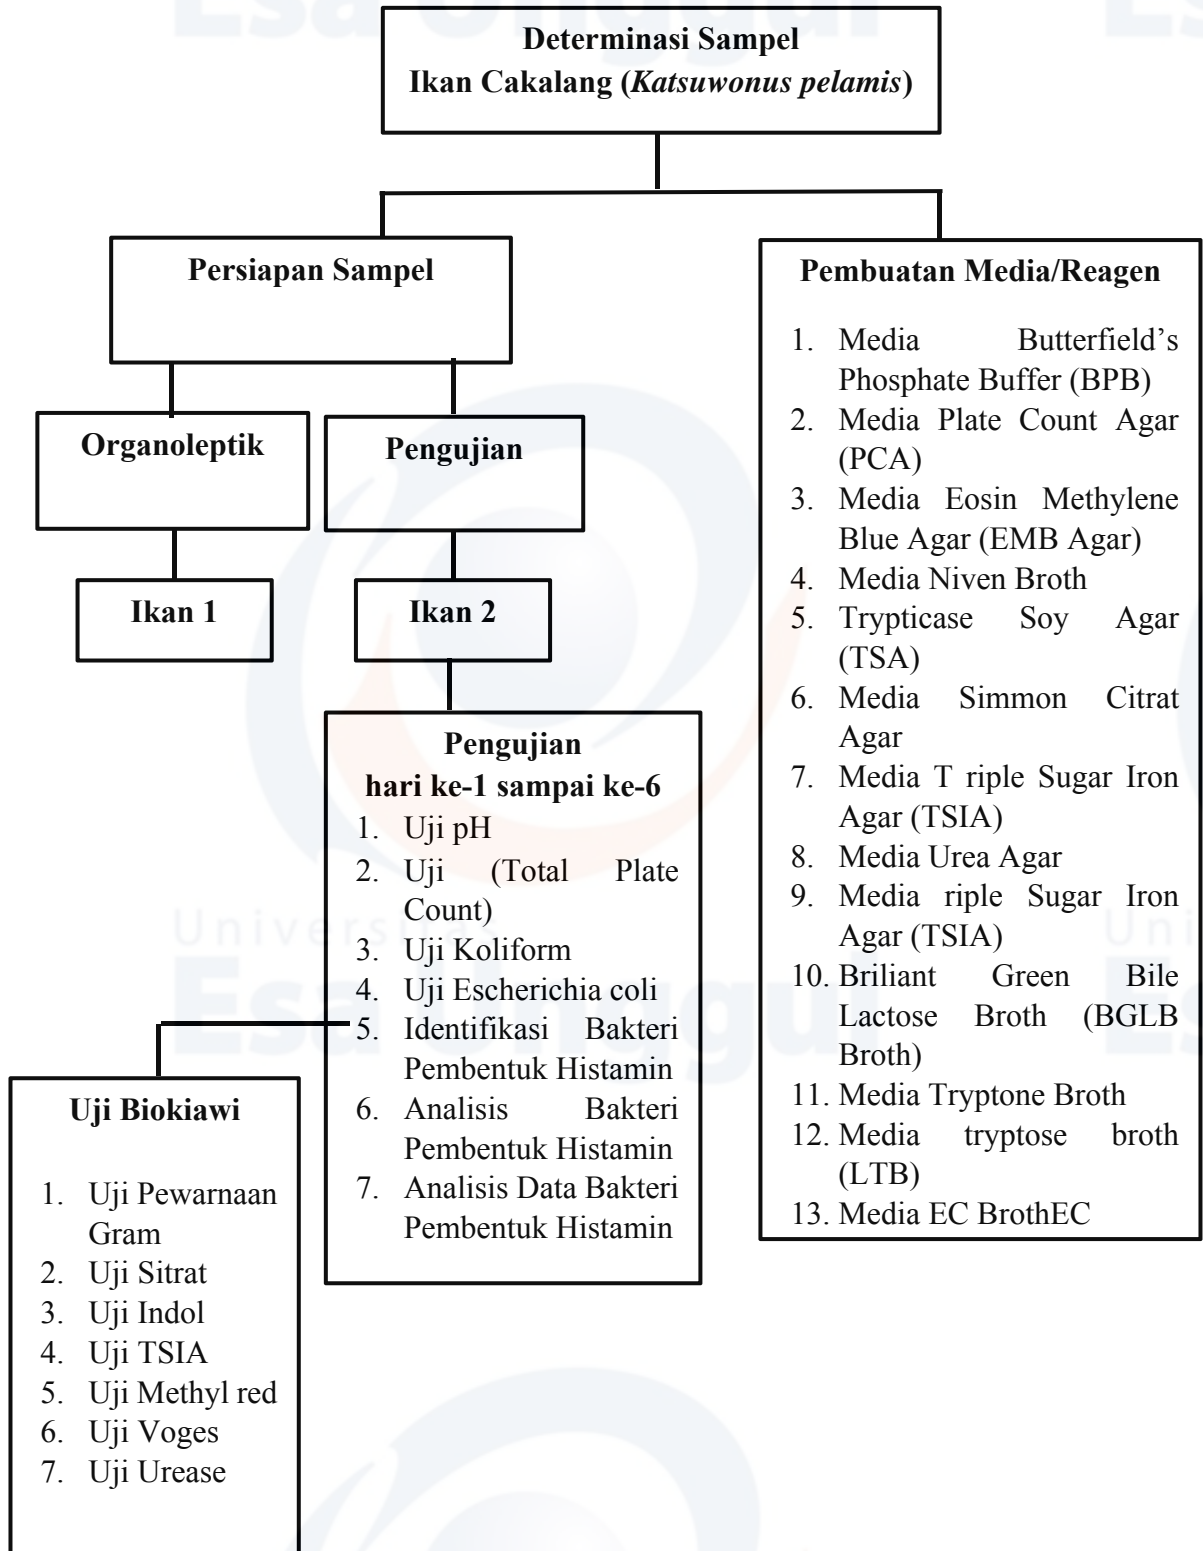 Determinasi Sampel
Ikan Cakalang (Katsuwonus pelamis)
Persiapan Sampel
Organoleptik
Pengujian
Ikan 1
Ikan 2
Pengujian
hari ke-1 sampai ke-6
1. Uji pH
2. Uji (Total Plate
Count)
3. Uji Koliform
4. Uji Escherichia coli
5. Identifikasi Bakteri
Pembentuk Histamin
6. Analisis Bakteri
Pembentuk Histamin
7. Analisis Data Bakteri
Pembentuk Histamin
Uji Biokiawi
1. Uji Pewarnaan
Gram
2. Uji Sitrat
3. Uji Indol
4. Uji TSIA
5. Uji Methyl red
6. Uji Voges
7. Uji Urease
Pembuatan Media/Reagen
1. Media Butterfield’s
Phosphate Buffer (BPB)
2. Media Plate Count Agar
(PCA)
3. Media Eosin Methylene
Blue Agar (EMB Agar)
4. Media Niven Broth
5. Trypticase Soy Agar
(TSA)
6. Media Simmon Citrat
Agar
7. Media T riple Sugar Iron
Agar (TSIA)
8. Media Urea Agar
9. Media riple Sugar Iron
Agar (TSIA)
10. Briliant Green Bile
Lactose Broth (BGLB
Broth)
11. Media Tryptone Broth
12. Media tryptose broth
(LTB)
13. Media EC BrothEC
Universitas
Esa Unggul
Esa Unggul